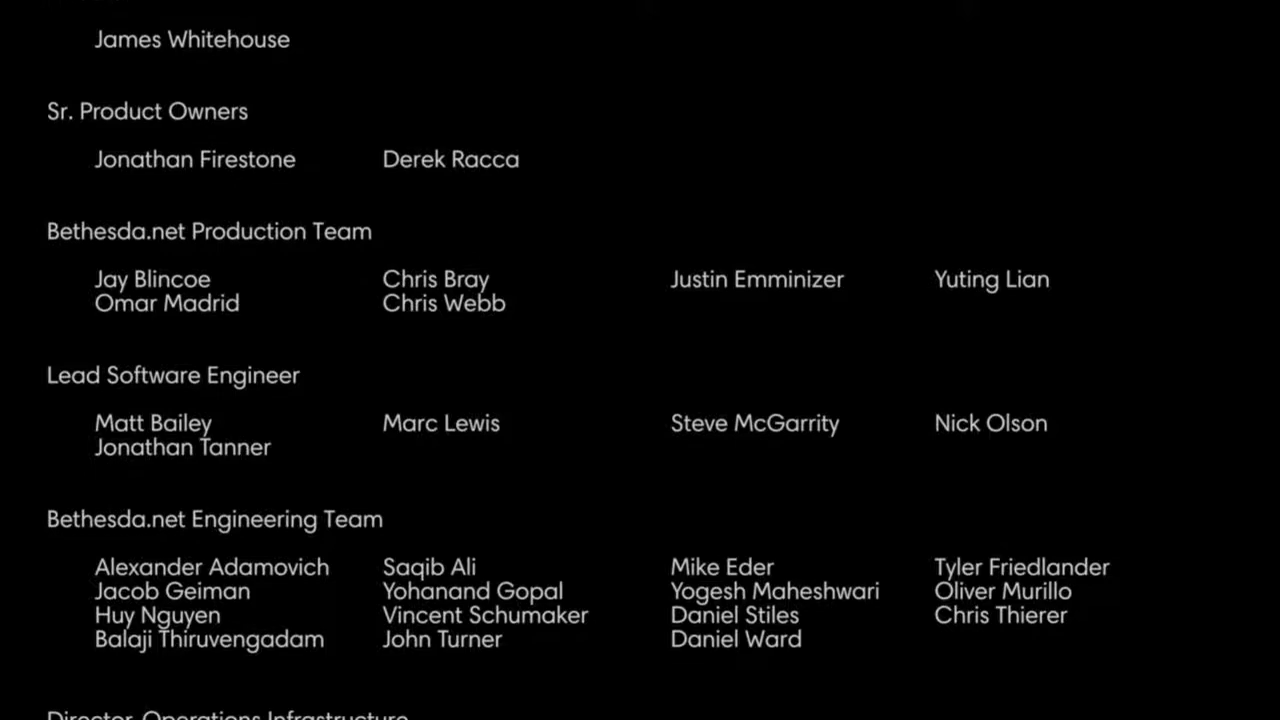 James Whitehouse
Sr. Product Owners
Jonathan Firestone Derek Racca
Bethesda.net Production Team
Jay Blincoe Chris Bray Justin Emminizer Yuting Lian
Omar Madrid Chris Webb
Lead Software Engineer
Matt Bailey Marc Lewis Steve McGarrity Nick Olson
Jonathan Tanner
Bethesda.net Engineering Team
Alexander Adamovich Saqib Ali Mike Eder Tyler Friedlander
Jacob Geiman Yohanand Gopal Yogesh Maheshwari Oliver Murillo
Huy Nguyen Vincent Schumaker Daniel Stiles Chris Thierer
Balaji Thiruvengadam John Turner Daniel Ward
Director, Operations Infrastructure